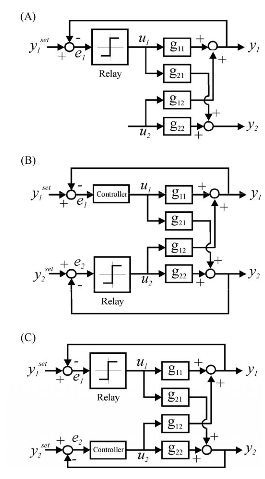 (A)
y₁ˢᵉᵗ + - e₁ Relay u₁ g₁₁ + + y₁
g₂₁
g₁₂
u₂ g₂₂ + + y₂
(B)
y₁ˢᵉᵗ + - e₁ Controller u₁ g₁₁ + + y₁
g₂₁
g₁₂
y₂ˢᵉᵗ + - e₂ Relay u₂ g₂₂ + + y₂
(C)
y₁ˢᵉᵗ + - e₁ Relay u₁ g₁₁ + + y₁
g₂₁
g₁₂
y₂ˢᵉᵗ + - e₂ Controller u₂ g₂₂ + + y₂